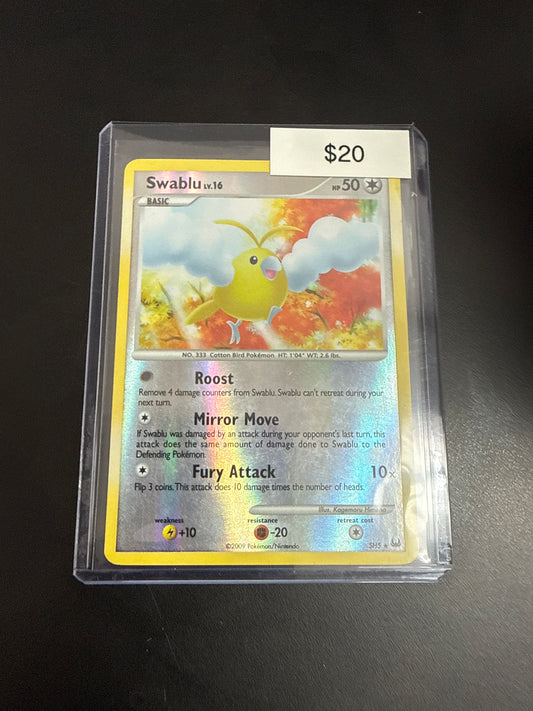 $20
Swablu LV.16
HP 50
BASIC
NO. 333 Cotton Bird Pokémon HT: 1'04" WT: 2.6 lbs.
Roost
Remove 4 damage counters from Swablu. Swablu can't retreat during your
next turn.
Mirror Move
If Swablu was damaged by an attack during your opponent's last turn, this
attack does the same amount of damage done to Swablu to the
Defending Pokémon.
Fury Attack 10×
Flip 3 coins. This attack does 10 damage times the number of heads.
Illus. Kagemaru Himeno
weakness resistance retreat cost
+10 -20
©2009 Pokémon/Nintendo SH5